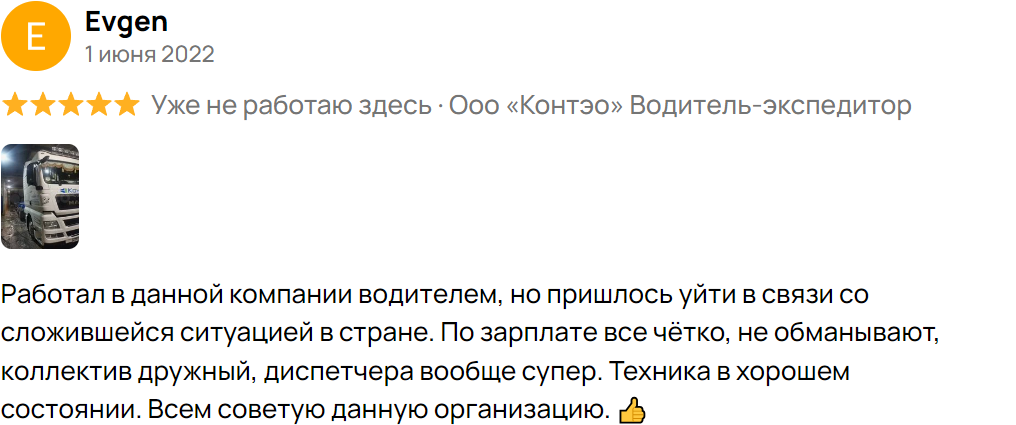 E
Evgen
1 июня 2022
Уже не работаю здесь · Ооо «Контэо» Водитель-экспедитор
Работал в данной компании водителем, но пришлось уйти в связи со
сложившейся ситуацией в стране. По зарплате все чётко, не обманывают,
коллектив дружный, диспетчера вообще супер. Техника в хорошем
состоянии. Всем советую данную организацию. 👍